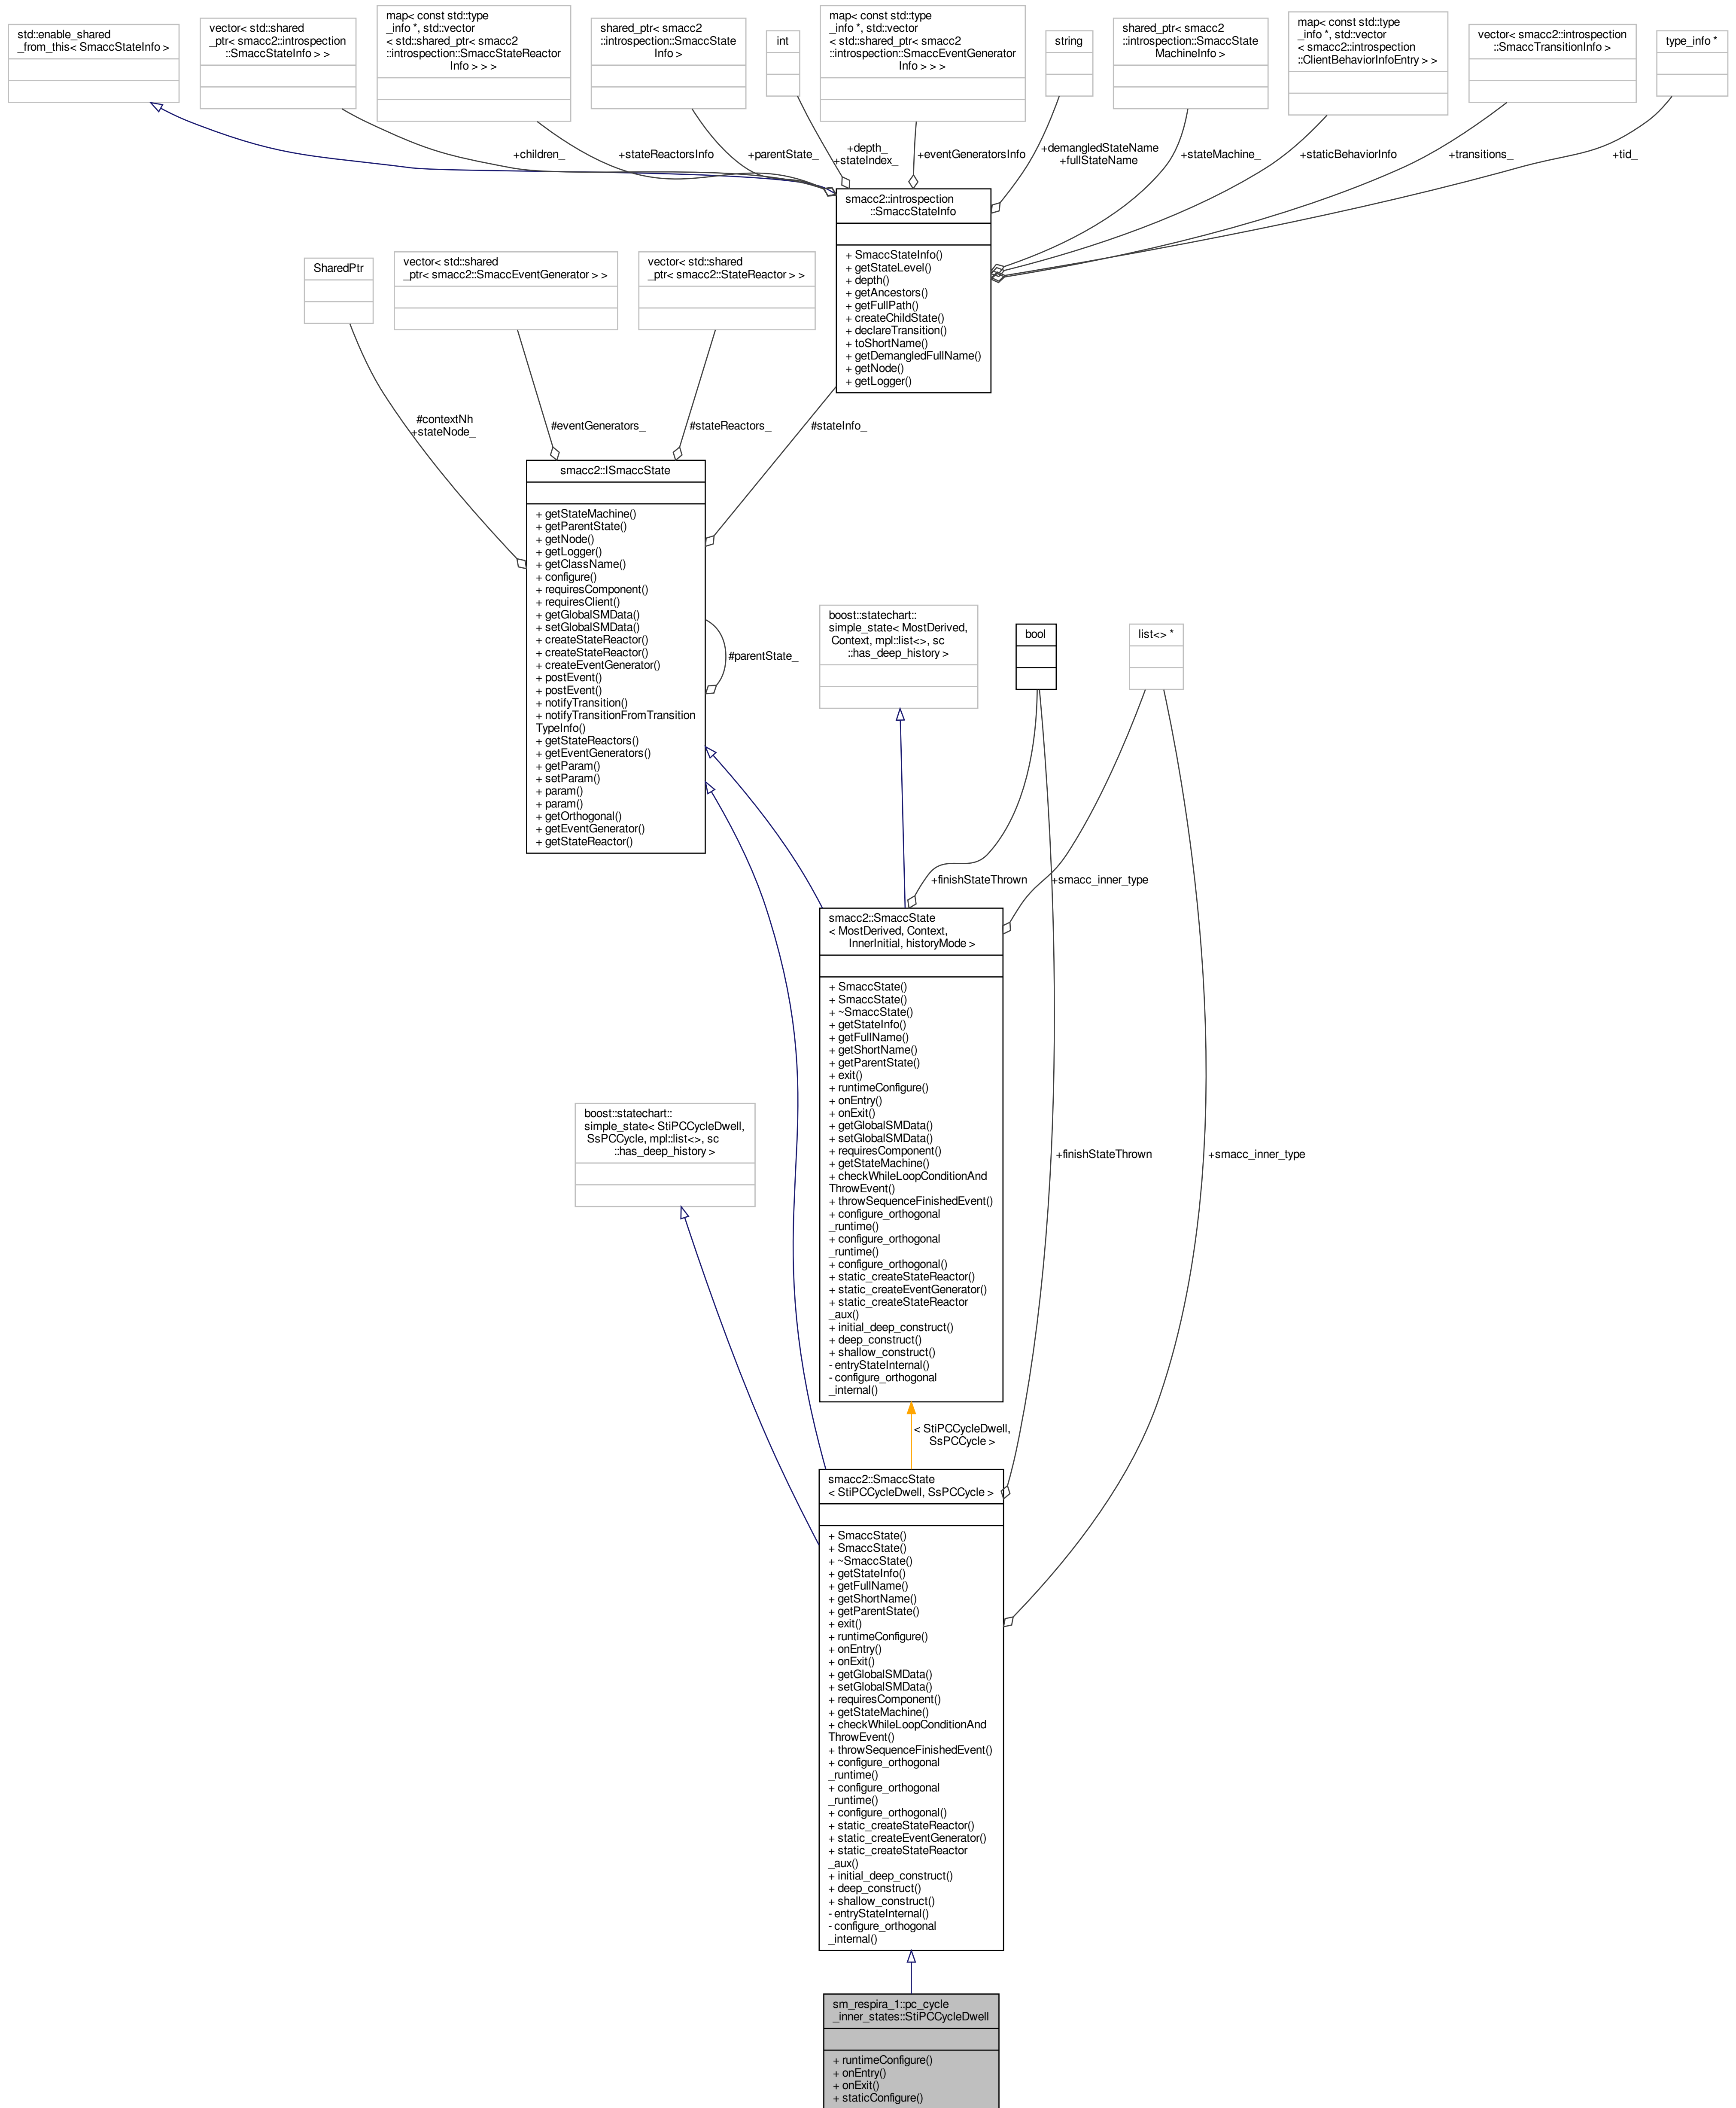 std::enable_shared
_from_this< SmaccStateInfo >
vector< std::shared
_ptr< smacc2::introspection
::SmaccStateInfo > >
map< const std::type
_info *, std::vector
< std::shared_ptr< smacc2
::introspection::SmaccStateReactor
Info > > >
shared_ptr< smacc2
::introspection::SmaccState
Info >
int
map< const std::type
_info *, std::vector
< std::shared_ptr< smacc2
::introspection::SmaccEventGenerator
Info > > >
string
shared_ptr< smacc2
::introspection::SmaccState
MachineInfo >
map< const std::type
_info *, std::vector
< smacc2::introspection
::ClientBehaviorInfoEntry > >
vector< smacc2::introspection
::SmaccTransitionInfo >
type_info *
+children_
+stateReactorsInfo
+parentState_
+depth_
+stateIndex_
+eventGeneratorsInfo
+demangledStateName
+fullStateName
+stateMachine_
+staticBehaviorInfo
+transitions_
+tid_
smacc2::introspection
::SmaccStateInfo
+ SmaccStateInfo()
+ getStateLevel()
+ depth()
+ getAncestors()
+ getFullPath()
+ createChildState()
+ declareTransition()
+ toShortName()
+ getDemangledFullName()
+ getNode()
+ getLogger()
SharedPtr
vector< std::shared
_ptr< smacc2::SmaccEventGenerator > >
vector< std::shared
_ptr< smacc2::StateReactor > >
#contextNh
+stateNode_
#eventGenerators_
#stateReactors_
#stateInfo_
smacc2::ISmaccState
+ getStateMachine()
+ getParentState()
+ getNode()
+ getLogger()
+ getClassName()
+ configure()
+ requiresComponent()
+ requiresClient()
+ getGlobalSMData()
+ setGlobalSMData()
+ createStateReactor()
+ createStateReactor()
+ createEventGenerator()
+ postEvent()
+ postEvent()
+ notifyTransition()
+ notifyTransitionFromTransition
TypeInfo()
+ getStateReactors()
+ getEventGenerators()
+ getParam()
+ setParam()
+ param()
+ param()
+ getOrthogonal()
+ getEventGenerator()
+ getStateReactor()
#parentState_
boost::statechart::
simple_state< MostDerived,
Context, mpl::list<>, sc
::has_deep_history >
bool
list<> *
+finishStateThrown
+smacc_inner_type
smacc2::SmaccState
< MostDerived, Context,
InnerInitial, historyMode >
+ SmaccState()
+ SmaccState()
+ ~SmaccState()
+ getStateInfo()
+ getFullName()
+ getShortName()
+ getParentState()
+ exit()
+ runtimeConfigure()
+ onEntry()
+ onExit()
+ getGlobalSMData()
+ setGlobalSMData()
+ requiresComponent()
+ getStateMachine()
+ checkWhileLoopConditionAnd
ThrowEvent()
+ throwSequenceFinishedEvent()
+ configure_orthogonal
_runtime()
+ configure_orthogonal
_runtime()
+ configure_orthogonal()
+ static_createStateReactor()
+ static_createEventGenerator()
+ static_createStateReactor
_aux()
+ initial_deep_construct()
+ deep_construct()
+ shallow_construct()
- entryStateInternal()
- configure_orthogonal
_internal()
boost::statechart::
simple_state< StiPCCycleDwell,
SsPCCycle, mpl::list<>, sc
::has_deep_history >
+finishStateThrown
+smacc_inner_type
< StiPCCycleDwell,
SsPCCycle >
smacc2::SmaccState
< StiPCCycleDwell, SsPCCycle >
+ SmaccState()
+ SmaccState()
+ ~SmaccState()
+ getStateInfo()
+ getFullName()
+ getShortName()
+ getParentState()
+ exit()
+ runtimeConfigure()
+ onEntry()
+ onExit()
+ getGlobalSMData()
+ setGlobalSMData()
+ requiresComponent()
+ getStateMachine()
+ checkWhileLoopConditionAnd
ThrowEvent()
+ throwSequenceFinishedEvent()
+ configure_orthogonal
_runtime()
+ configure_orthogonal
_runtime()
+ configure_orthogonal()
+ static_createStateReactor()
+ static_createEventGenerator()
+ static_createStateReactor
_aux()
+ initial_deep_construct()
+ deep_construct()
+ shallow_construct()
- entryStateInternal()
- configure_orthogonal
_internal()
sm_respira_1::pc_cycle
_inner_states::StiPCCycleDwell
+ runtimeConfigure()
+ onEntry()
+ onExit()
+ staticConfigure()